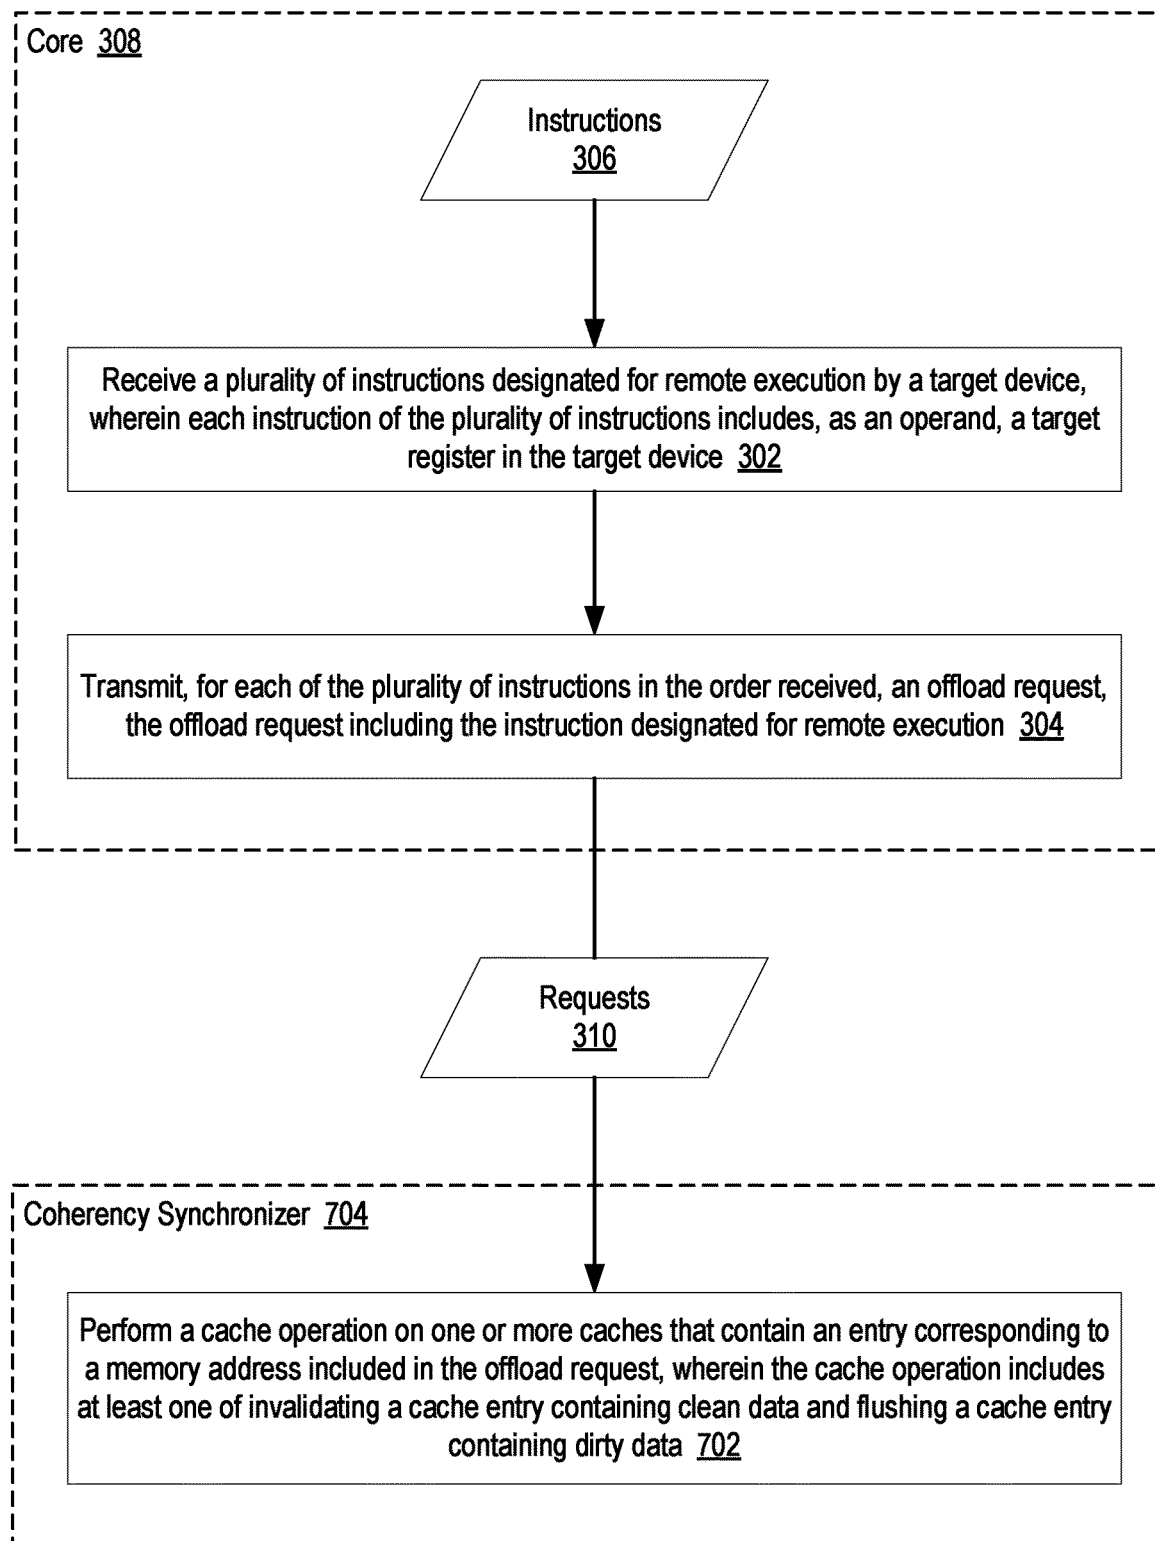 Core 308
Instructions
306
Receive a plurality of instructions designated for remote execution by a target device,
wherein each instruction of the plurality of instructions includes, as an operand, a target
register in the target device 302
Transmit, for each of the plurality of instructions in the order received, an offload request,
the offload request including the instruction designated for remote execution 304
Requests
310
Coherency Synchronizer 704
Perform a cache operation on one or more caches that contain an entry corresponding to
a memory address included in the offload request, wherein the cache operation includes
at least one of invalidating a cache entry containing clean data and flushing a cache entry
containing dirty data 702